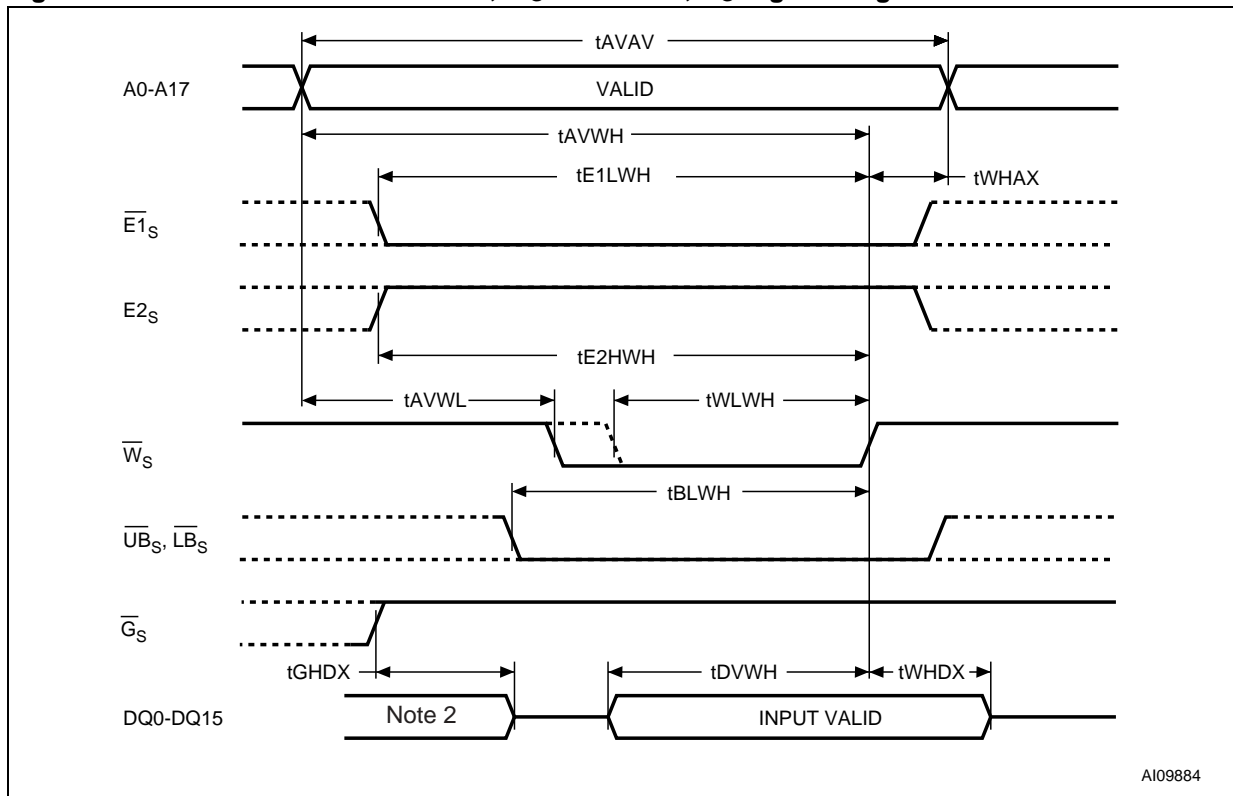 tAVAV
A0-A17 VALID
tAVWH
tE1LWH tWHAX
E1S
E2S
tE2HWH
tAVWL tWLWH
WS
tBLWH
UBS, LBS
GS
tGHDX tDVWH tWHDX
DQ0-DQ15 Note 2 INPUT VALID
AI09884